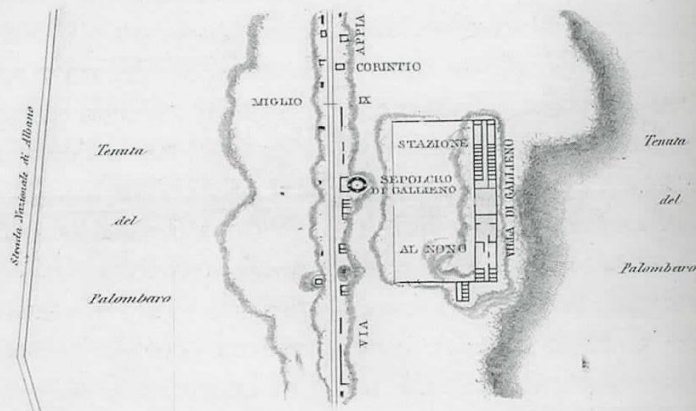 Strada Nazionale di Albano
Tenuta
del
Palombaro
VIA
APPIA
CORINTIO
MIGLIO IX
STAZIONE
SEPOLCRO
DI GALLIENO
AL NONO
VILLA DI GALLIENO
Tenuta
del
Palombaro